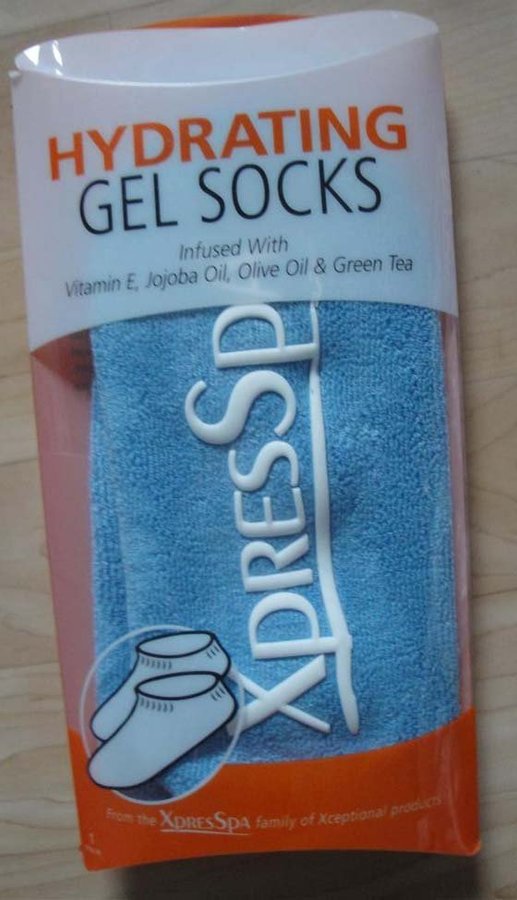 HYDRATING
GEL SOCKS
Infused With
Vitamin E, Jojoba Oil, Olive Oil & Green Tea
XPRESSP
From the XPRESSPA family of Xceptional products
1